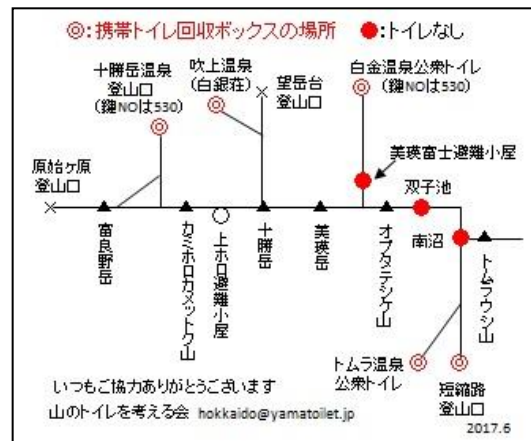 ◎:携帯トイレ回収ボックスの場所 ●:トイレなし
十勝岳温泉
登山口
(鍵NOは530)
吹上温泉
(白銀荘)
望岳台
登山口
白金温泉公衆トイレ
(鍵NOは530)
美瑛富士避難小屋
双子池
原始ヶ原
登山口
南沼
富良野岳
カミホロカメットク山
上ホロ避難小屋
十勝岳
美瑛岳
オプタテシケ山
トムラウシ山
トムラ温泉
公衆トイレ
短縮路
登山口
いつもご協力ありがとうございます
山のトイレを考える会 hokkaido@yamatoilet.jp
2017.6